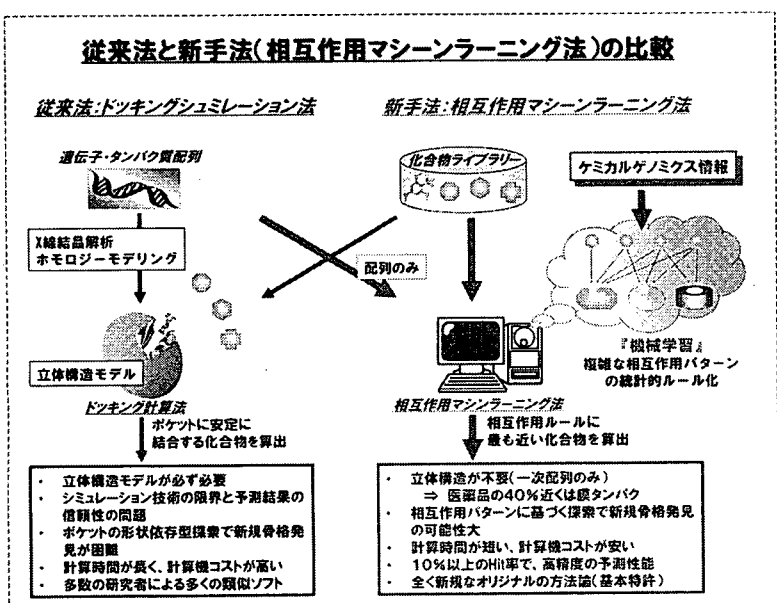 従来法と新手法(相互作用マシーンラーニング法)の比較
従来法:ドッキングシュミレーション法
新手法:相互作用マシーンラーニング法
遺伝子・タンパク質配列
化合物ライブラリー
ケミカルゲノミクス情報
X線結晶解析
ホモロジーモデリング
配列のみ
立体構造モデル
『機械学習』
複雑な相互作用パターン
の統計的ルール化
ドッキング計算法
相互作用マシンラーニング法
ポケットに安定に
結合する化合物を算出
相互作用ルールに
最も近い化合物を算出
・ 立体構造モデルが必ず必要
・ シミュレーション技術の限界と予測結果の
信頼性の問題
・ ポケットの形状依存型探索で新規骨格発
見が困難
・ 計算時間が長く、計算機コストが高い
・ 多数の研究者による多くの類似ソフト
・ 立体構造が不要(一次配列のみ)
⇒ 医薬品の40%近くは膜タンパク
・ 相互作用パターンに基づく探索で新規骨格発見
の可能性大
・ 計算時間が短い、計算機コストが安い
・ 10%以上のHit率で、高精度の予測性能
・ 全く新規なオリジナルの方法論(基本特許)